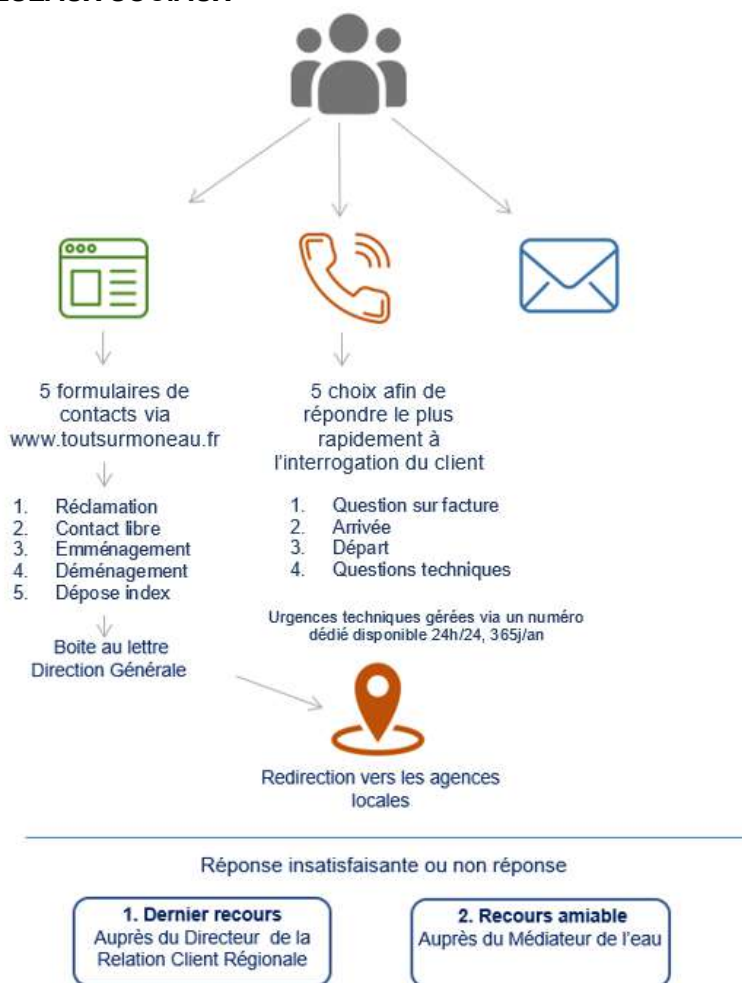 5 formulaires de
contacts via
www.toutsurmoneau.fr
1. Réclamation
2. Contact libre
3. Emménagement
4. Déménagement
5. Dépose index
Boite au lettre
Direction Générale
5 choix afin de
répondre le plus
rapidement à
l'interrogation du client
1. Question sur facture
2. Arrivée
3. Départ
4. Questions techniques
Urgences techniques gérées via un numéro
dédié disponible 24h/24, 365j/an
Redirection vers les agences
locales
Réponse insatisfaisante ou non réponse
1. Dernier recours
Auprès du Directeur de la
Relation Client Régionale
2. Recours amiable
Auprès du Médiateur de l'eau